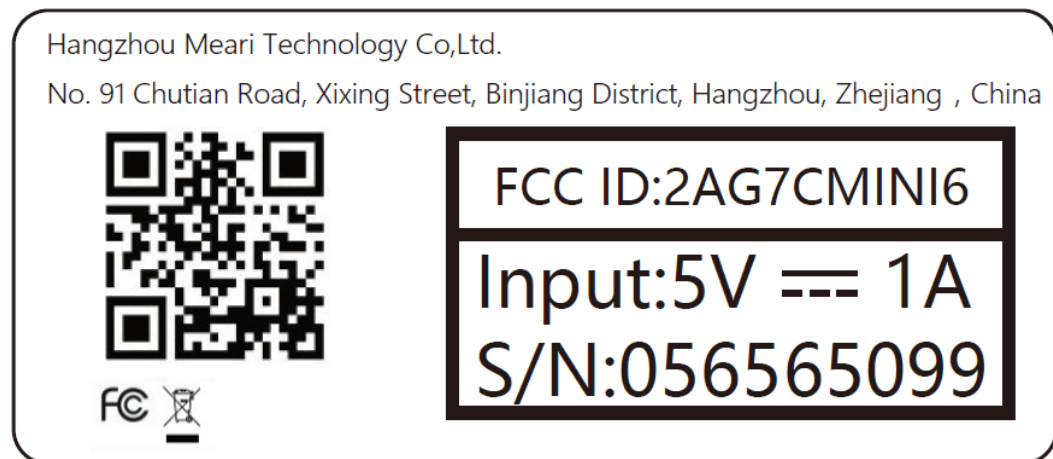 Hangzhou Meari Technology Co,Ltd.
No. 91 Chutian Road, Xixing Street, Binjiang District, Hangzhou, Zhejiang , China
FCC ID:2AG7CMINI6
Input:5V ⎓ 1A
S/N:056565099
FC